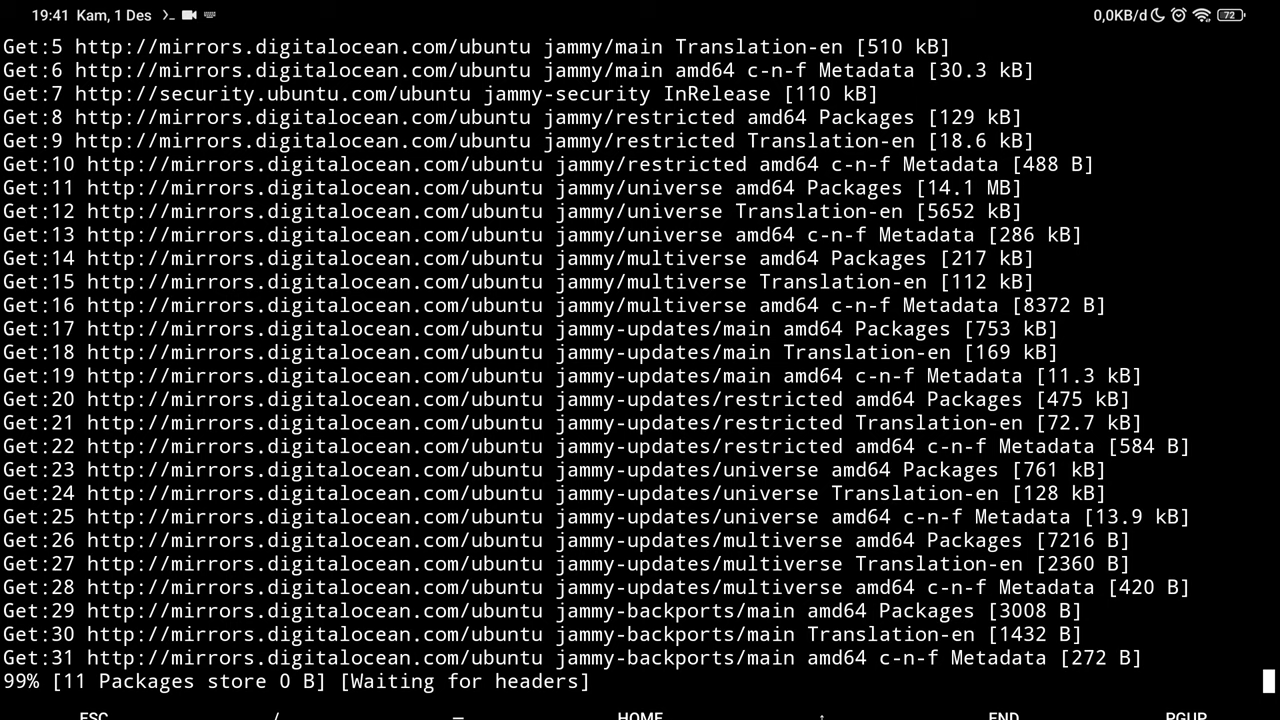 19:41 Kam, 1 Des
0,0KB/d 72
Get:5 http://mirrors.digitalocean.com/ubuntu jammy/main Translation-en [510 kB]
Get:6 http://mirrors.digitalocean.com/ubuntu jammy/main amd64 c-n-f Metadata [30.3 kB]
Get:7 http://security.ubuntu.com/ubuntu jammy-security InRelease [110 kB]
Get:8 http://mirrors.digitalocean.com/ubuntu jammy/restricted amd64 Packages [129 kB]
Get:9 http://mirrors.digitalocean.com/ubuntu jammy/restricted Translation-en [18.6 kB]
Get:10 http://mirrors.digitalocean.com/ubuntu jammy/restricted amd64 c-n-f Metadata [488 B]
Get:11 http://mirrors.digitalocean.com/ubuntu jammy/universe amd64 Packages [14.1 MB]
Get:12 http://mirrors.digitalocean.com/ubuntu jammy/universe Translation-en [5652 kB]
Get:13 http://mirrors.digitalocean.com/ubuntu jammy/universe amd64 c-n-f Metadata [286 kB]
Get:14 http://mirrors.digitalocean.com/ubuntu jammy/multiverse amd64 Packages [217 kB]
Get:15 http://mirrors.digitalocean.com/ubuntu jammy/multiverse Translation-en [112 kB]
Get:16 http://mirrors.digitalocean.com/ubuntu jammy/multiverse amd64 c-n-f Metadata [8372 B]
Get:17 http://mirrors.digitalocean.com/ubuntu jammy-updates/main amd64 Packages [753 kB]
Get:18 http://mirrors.digitalocean.com/ubuntu jammy-updates/main Translation-en [169 kB]
Get:19 http://mirrors.digitalocean.com/ubuntu jammy-updates/main amd64 c-n-f Metadata [11.3 kB]
Get:20 http://mirrors.digitalocean.com/ubuntu jammy-updates/restricted amd64 Packages [475 kB]
Get:21 http://mirrors.digitalocean.com/ubuntu jammy-updates/restricted Translation-en [72.7 kB]
Get:22 http://mirrors.digitalocean.com/ubuntu jammy-updates/restricted amd64 c-n-f Metadata [584 B]
Get:23 http://mirrors.digitalocean.com/ubuntu jammy-updates/universe amd64 Packages [761 kB]
Get:24 http://mirrors.digitalocean.com/ubuntu jammy-updates/universe Translation-en [128 kB]
Get:25 http://mirrors.digitalocean.com/ubuntu jammy-updates/universe amd64 c-n-f Metadata [13.9 kB]
Get:26 http://mirrors.digitalocean.com/ubuntu jammy-updates/multiverse amd64 Packages [7216 B]
Get:27 http://mirrors.digitalocean.com/ubuntu jammy-updates/multiverse Translation-en [2360 B]
Get:28 http://mirrors.digitalocean.com/ubuntu jammy-updates/multiverse amd64 c-n-f Metadata [420 B]
Get:29 http://mirrors.digitalocean.com/ubuntu jammy-backports/main amd64 Packages [3008 B]
Get:30 http://mirrors.digitalocean.com/ubuntu jammy-backports/main Translation-en [1432 B]
Get:31 http://mirrors.digitalocean.com/ubuntu jammy-backports/main amd64 c-n-f Metadata [272 B]
99% [11 Packages store 0 B] [Waiting for headers]
ESC / — HOME ↑ END PGUP